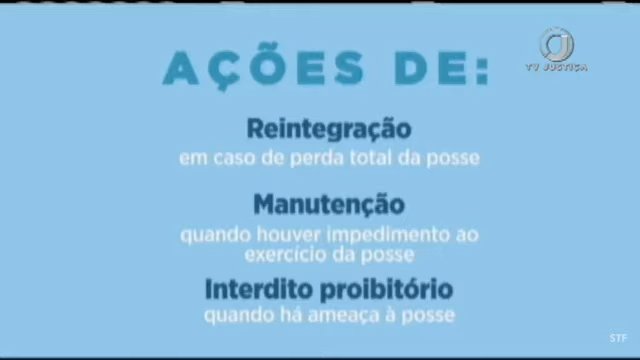 AÇÕES DE:
TV JUSTIÇA
Reintegração
em caso de perda total da posse
Manutenção
quando houver impedimento ao
exercício da posse
Interdito proibitório
quando há ameaça à posse
STF